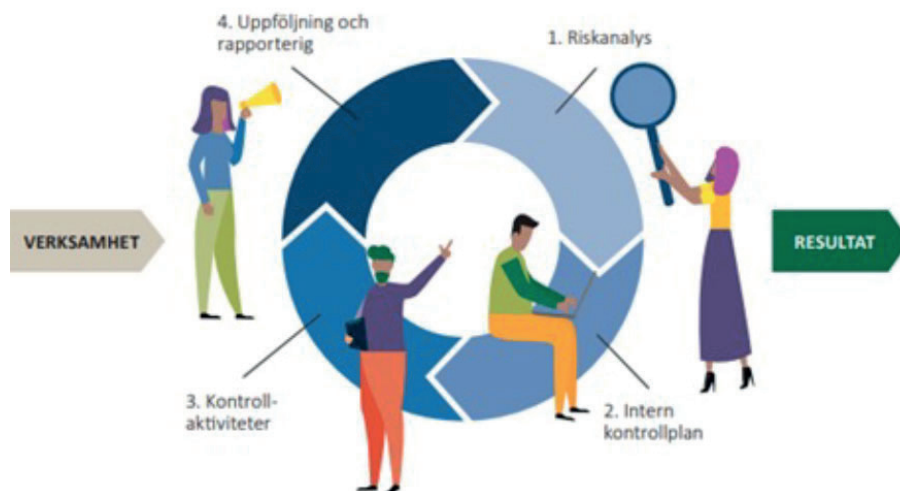 4. Uppföljning och
rapporterig
1. Riskanalys
VERKSAMHET
RESULTAT
3. Kontroll-
aktiviteter
2. Intern
kontrollplan